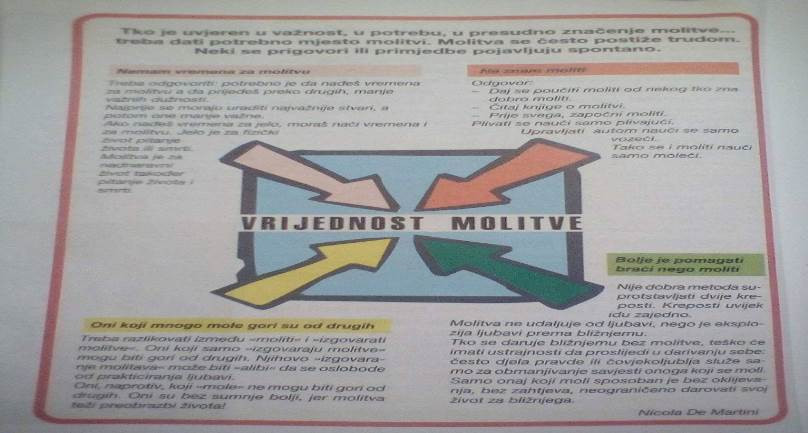 Tko je uvjeren u važnost, u potrebu, u presudno značenje molitve...
treba dati potrebno mjesto molitvi. Molitva se često postiže trudom.
Neki se prigovori ili primjedbe pojavljuju spontano.
Nemam vremena za molitvu
Treba odgovoriti: potrebno je da nađeš vremena
za molitvu a da prijeđeš preko drugih, manje
važnih dužnosti.
Najprije se moraju uraditi najvažnije stvari, a
potom one manje važne.
Ako nađeš vremena za jelo, moraš naći vremena i
za molitvu. Jelo je za fizički
život pitanje
života ili smrti.
Molitva je za
nadnaravni
život također
pitanje života i
smrti.
Ne znam moliti
Odgovor:
– Daj se poučiti moliti od nekog tko zna
dobro moliti.
– Čitaj knjige o molitvi.
– Prije svega, započni moliti.
Plivati se nauči samo plivajući.
Upravljati autom nauči se samo
vozeći.
Tako se i moliti nauči
samo moleći.
VRIJEDNOST MOLITVE
Oni koji mnogo mole gori su od drugih
Treba razlikovati između »moliti« i »izgovarati
molitve«. Oni koji samo »izgovaraju molitve«
mogu biti gori od drugih. Njihovo »izgovara-
nje molitava« može biti »alibi« da se oslobode
od prakticiranja ljubavi.
Oni, naprotiv, koji »mole« ne mogu biti gori od
drugih. Oni su bez sumnje bolji, jer molitva
teži preobrazbi života!
Bolje je pomagati
braći nego moliti
Nije dobra metoda su-
protstavljati dvije kre-
posti. Kreposti uvijek
idu zajedno.
Molitva ne udaljuje od ljubavi, nego je eksplo-
zija ljubavi prema bližnjemu.
Tko se daruje bližnjemu bez molitve, teško će
imati ustrajnosti da proslijedi u darivanju sebe:
često djela pravde ili čovjekoljublja služe sa-
mo za obmanjivanje savjesti onoga koji se moli.
Samo onaj koji moli sposoban je bez oklijeva-
nja, bez zahtjeva, neograničeno darovati svoj
život za bližnjega.
Nicola De Martini